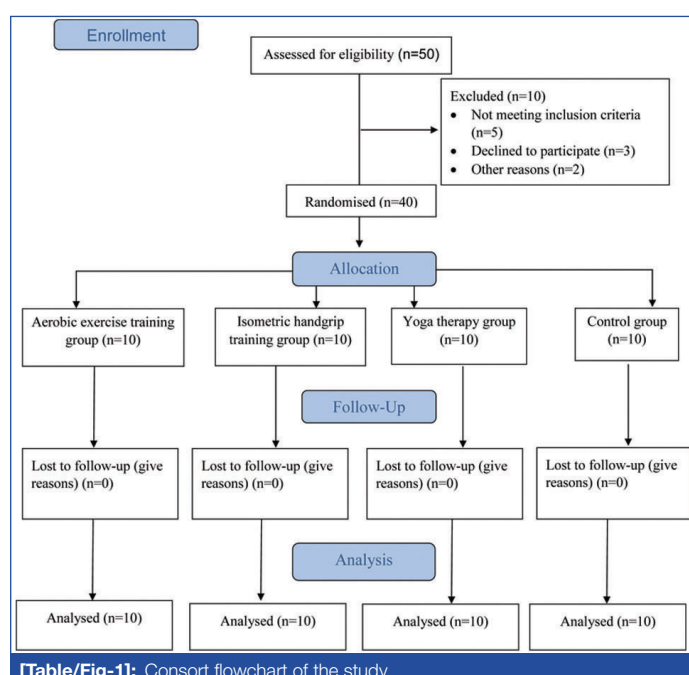 Enrollment
Assessed for eligibility (n=50)
Excluded (n=10)
• Not meeting inclusion criteria
(n=5)
• Declined to participate (n=3)
• Other reasons (n=2)
Randomised (n=40)
Allocation
Aerobic exercise training
group (n=10)
Isometric handgrip
training group (n=10)
Yoga therapy group
(n=10)
Control group
(n=10)
Follow-Up
Lost to follow-up (give
reasons) (n=0)
Lost to follow-up (give
reasons) (n=0)
Lost to follow-up (give
reasons) (n=0)
Lost to follow-up (give
reasons) (n=0)
Analysis
Analysed (n=10)
Analysed (n=10)
Analysed (n=10)
Analysed (n=10)
[Table/Fig-1]: Consort flowchart of the study